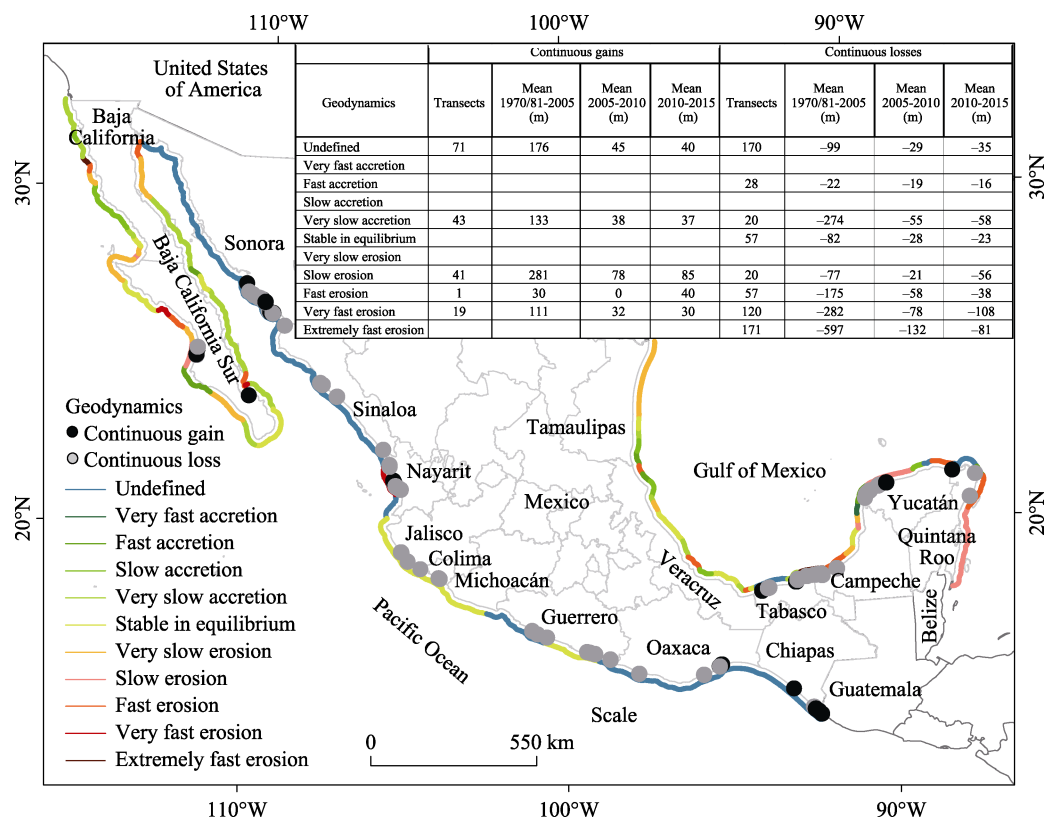 110°W 100°W 90°W
United States
of America
Continuous gains Continuous losses
Geodynamics Transects Mean 1970/81-2005 (m) Mean 2005-2010 (m) Mean 2010-2015 (m) Transects Mean 1970/81-2005 (m) Mean 2005-2010 (m) Mean 2010-2015 (m)
Undefined 71 176 45 40 170 −99 −29 −35
Very fast accretion
Fast accretion 28 −22 −19 −16
Slow accretion
Very slow accretion 43 133 38 37 20 −274 −55 −58
Stable in equilibrium 57 −82 −28 −23
Very slow erosion
Slow erosion 41 281 78 85 20 −77 −21 −56
Fast erosion 1 30 0 40 57 −175 −58 −38
Very fast erosion 19 111 32 30 120 −282 −78 −108
Extremely fast erosion 171 −597 −132 −81
30°N
30°N
Baja
California
Sonora
Baja California Sur
Sinaloa
Tamaulipas
Nayarit
Gulf of Mexico
Mexico
Yucatán
20°N
20°N
Jalisco
Quintana
Roo
Colima
Michoacán
Veracruz
Campeche
Tabasco
Belize
Pacific Ocean
Guerrero
Oaxaca
Chiapas
Guatemala
Geodynamics
Continuous gain
Continuous loss
Undefined
Very fast accretion
Fast accretion
Slow accretion
Very slow accretion
Stable in equilibrium
Very slow erosion
Slow erosion
Fast erosion
Very fast erosion
Extremely fast erosion
Scale
0 550 km
110°W 100°W 90°W